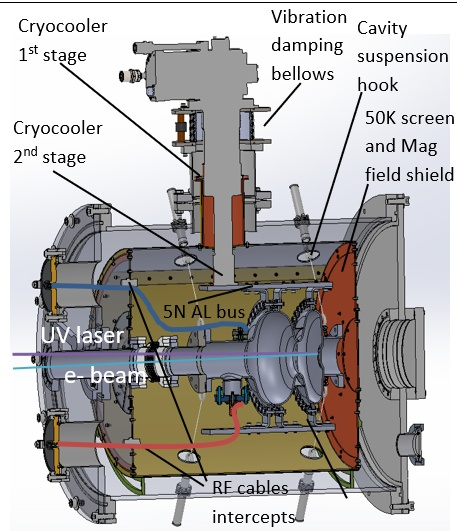 Cryocooler
1st stage
Vibration
damping
bellows
Cavity
suspension
hook
50K screen
and Mag
field shield
Cryocooler
2nd stage
5N AL bus
UV laser
e- beam
RF cables
intercepts